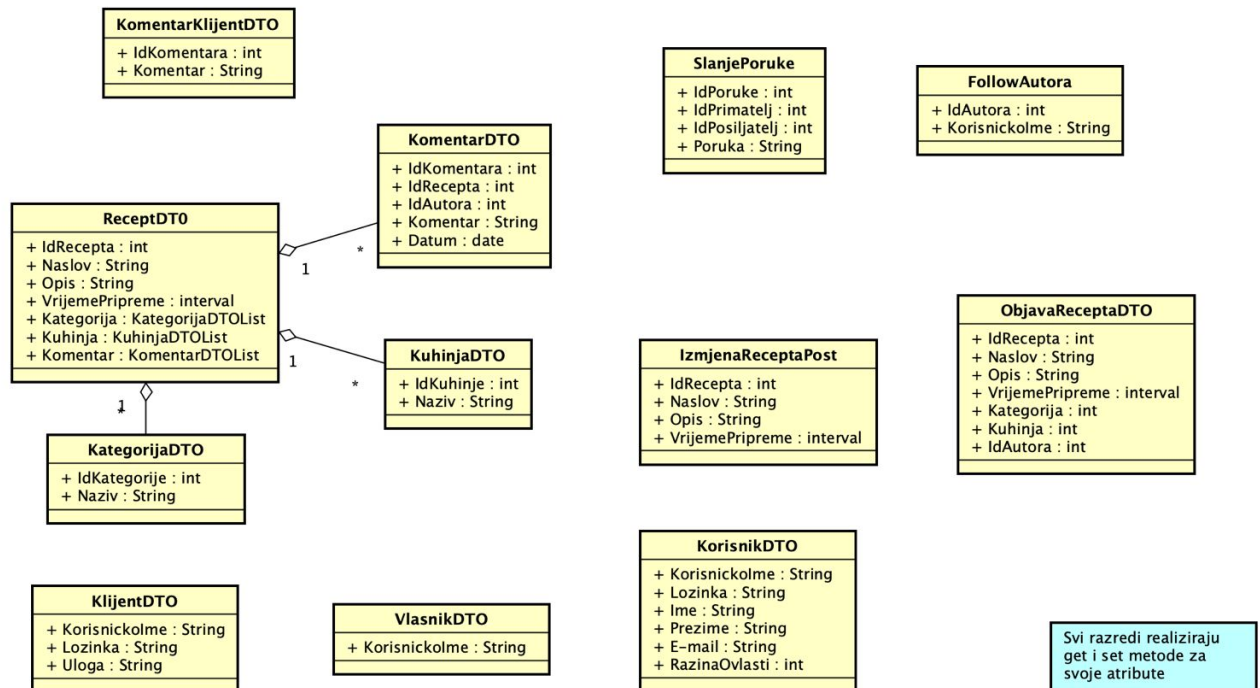 KomentarKlijentDTO
+ IdKomentara : int
+ Komentar : String
SlanjePoruke
+ IdPoruke : int
+ IdPrimatelj : int
+ IdPosiljatelj : int
+ Poruka : String
FollowAutora
+ IdAutora : int
+ KorisnickoIme : String
KomentarDTO
+ IdKomentara : int
+ IdRecepta : int
+ IdAutora : int
+ Komentar : String
+ Datum : date
ReceptDT0
+ IdRecepta : int
+ Naslov : String
+ Opis : String
+ VrijemePripreme : interval
+ Kategorija : KategorijaDTOList
+ Kuhinja : KuhinjaDTOList
+ Komentar : KomentarDTOList
1
*
1
*
1
*
KuhinjaDTO
+ IdKuhinje : int
+ Naziv : String
KategorijaDTO
+ IdKategorije : int
+ Naziv : String
IzmjenaReceptaPost
+ IdRecepta : int
+ Naslov : String
+ Opis : String
+ VrijemePripreme : interval
ObjavaReceptaDTO
+ IdRecepta : int
+ Naslov : String
+ Opis : String
+ VrijemePripreme : interval
+ Kategorija : int
+ Kuhinja : int
+ IdAutora : int
KlijentDTO
+ KorisnickoIme : String
+ Lozinka : String
+ Uloga : String
VlasnikDTO
+ KorisnickoIme : String
KorisnikDTO
+ KorisnickoIme : String
+ Lozinka : String
+ Ime : String
+ Prezime : String
+ E-mail : String
+ RazinaOvlasti : int
Svi razredi realiziraju
get i set metode za
svoje atribute